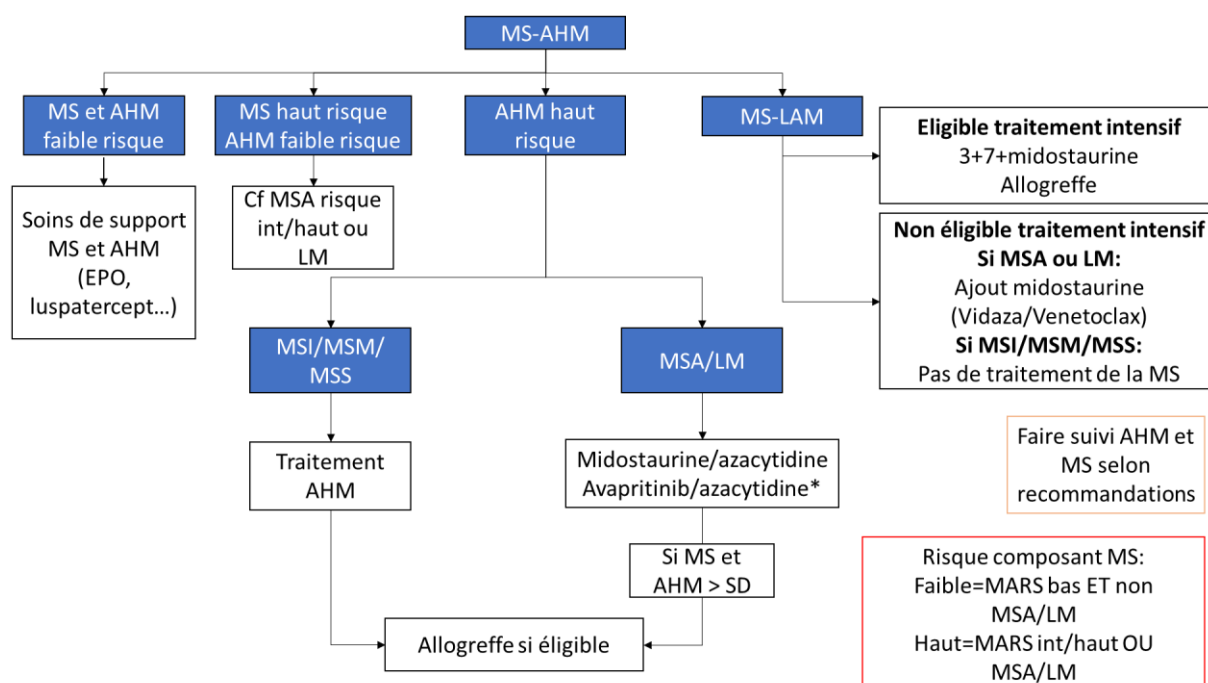 MS-AHM
MS et AHM
faible risque
MS haut risque
AHM faible risque
AHM haut
risque
MS-LAM
Soins de support
MS et AHM
(EPO,
luspatercept...)
Cf MSA risque
int/haut ou
LM
Eligible traitement intensif
3+7+midostaurine
Allogreffe
Non éligible traitement intensif
Si MSA ou LM:
Ajout midostaurine
(Vidaza/Venetoclax)
Si MSI/MSM/MSS:
Pas de traitement de la MS
MSI/MSM/
MSS
MSA/LM
Traitement
AHM
Midostaurine/azacytidine
Avapritinib/azacytidine*
Si MS et
AHM > SD
Allogreffe si éligible
Faire suivi AHM et
MS selon
recommandations
Risque composant MS:
Faible=MARS bas ET non
MSA/LM
Haut=MARS int/haut OU
MSA/LM